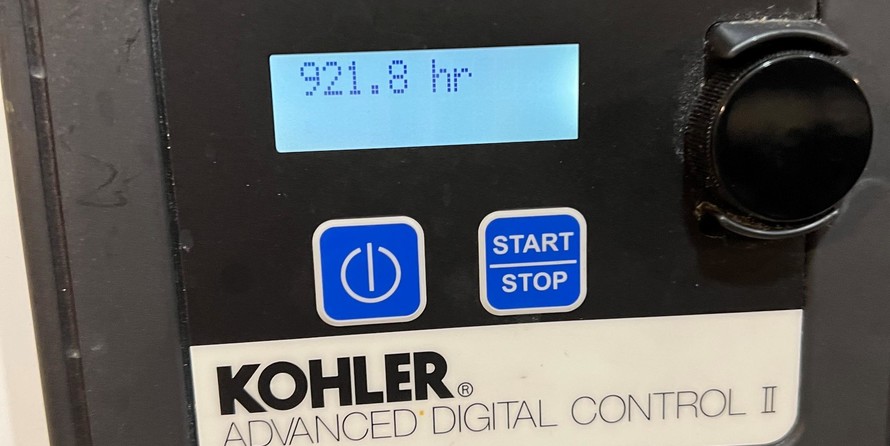 921.8 hr
START
STOP
KOHLER®
ADVANCED DIGITAL CONTROL II